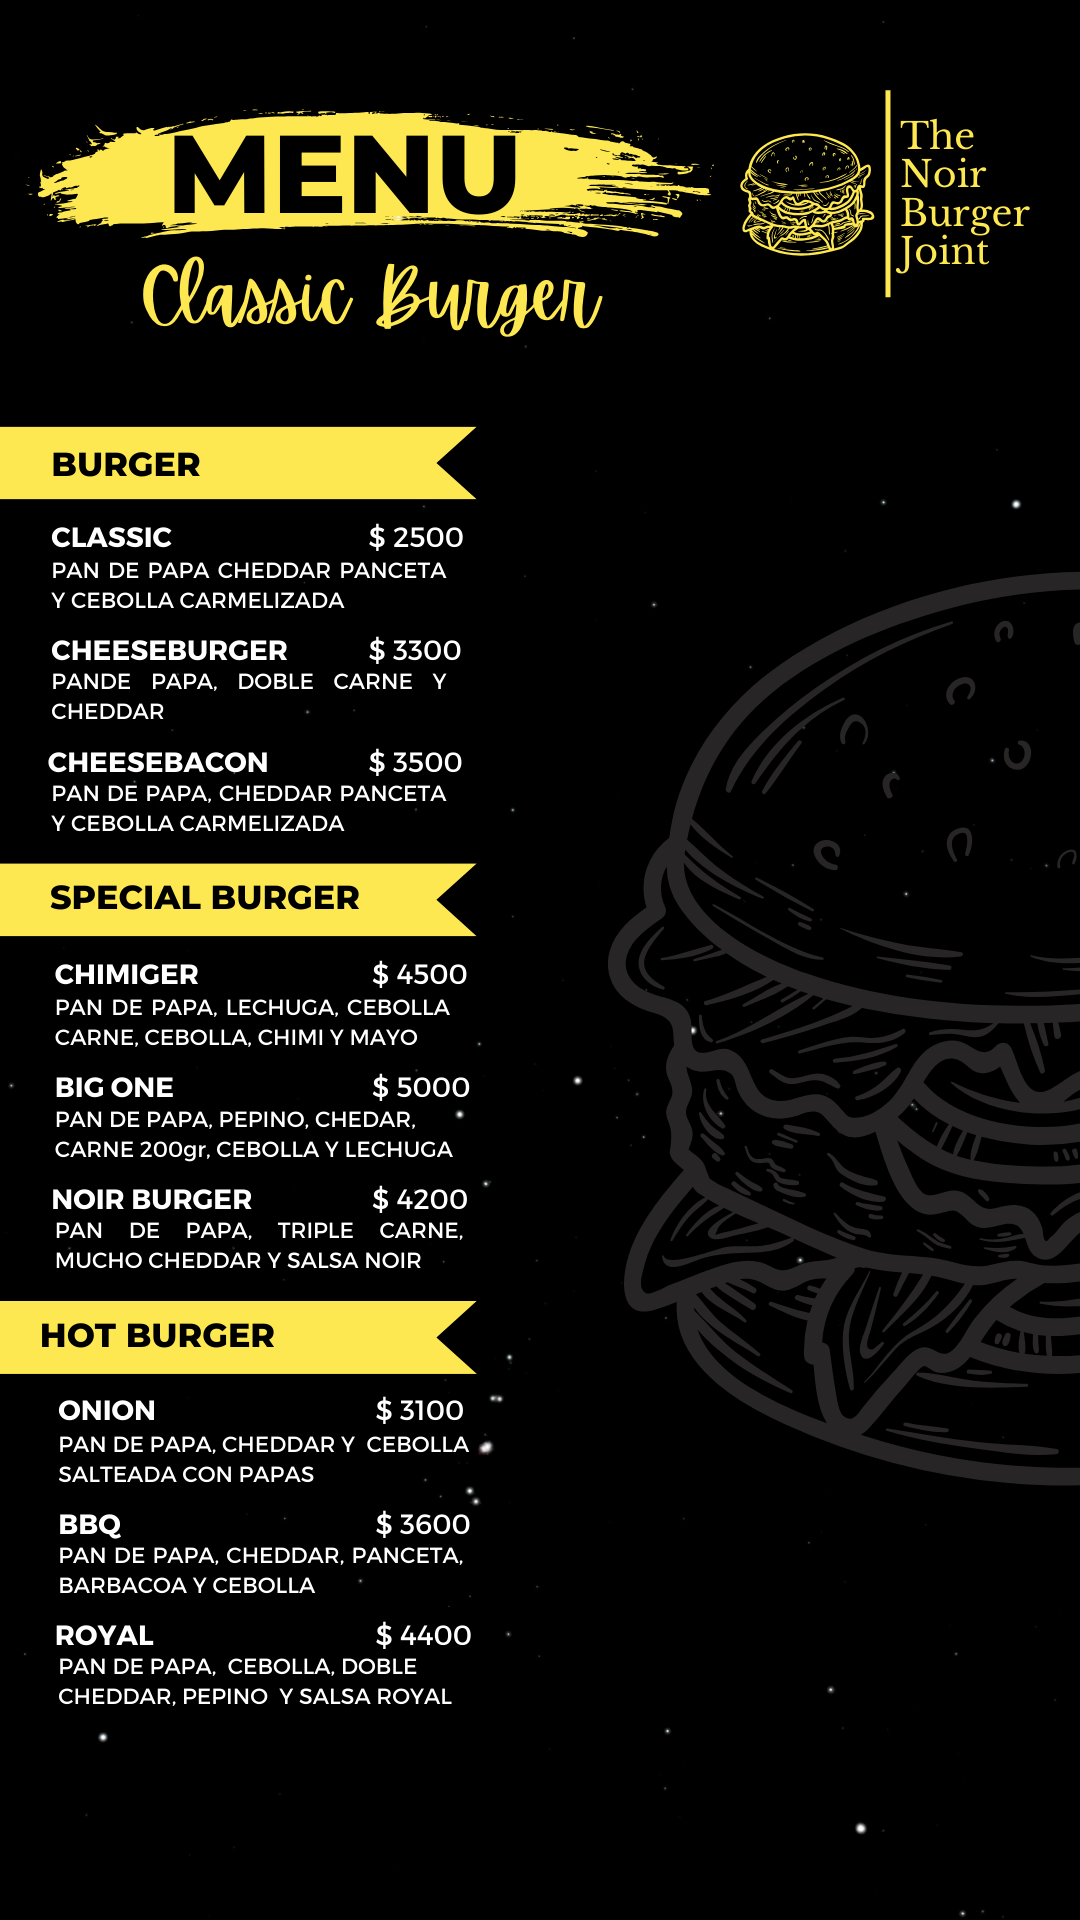 MENU
Classic Burger
The
Noir
Burger
Joint
BURGER
CLASSIC $ 2500
PAN DE PAPA CHEDDAR PANCETA
Y CEBOLLA CARMELIZADA
CHEESEBURGER $ 3300
PANDE PAPA, DOBLE CARNE Y
CHEDDAR
CHEESEBACON $ 3500
PAN DE PAPA, CHEDDAR PANCETA
Y CEBOLLA CARMELIZADA
SPECIAL BURGER
CHIMIGER $ 4500
PAN DE PAPA, LECHUGA, CEBOLLA
CARNE, CEBOLLA, CHIMI Y MAYO
BIG ONE $ 5000
PAN DE PAPA, PEPINO, CHEDAR,
CARNE 200gr, CEBOLLA Y LECHUGA
NOIR BURGER $ 4200
PAN DE PAPA, TRIPLE CARNE,
MUCHO CHEDDAR Y SALSA NOIR
HOT BURGER
ONION $ 3100
PAN DE PAPA, CHEDDAR Y CEBOLLA
SALTEADA CON PAPAS
BBQ $ 3600
PAN DE PAPA, CHEDDAR, PANCETA,
BARBACOA Y CEBOLLA
ROYAL $ 4400
PAN DE PAPA, CEBOLLA, DOBLE
CHEDDAR, PEPINO Y SALSA ROYAL